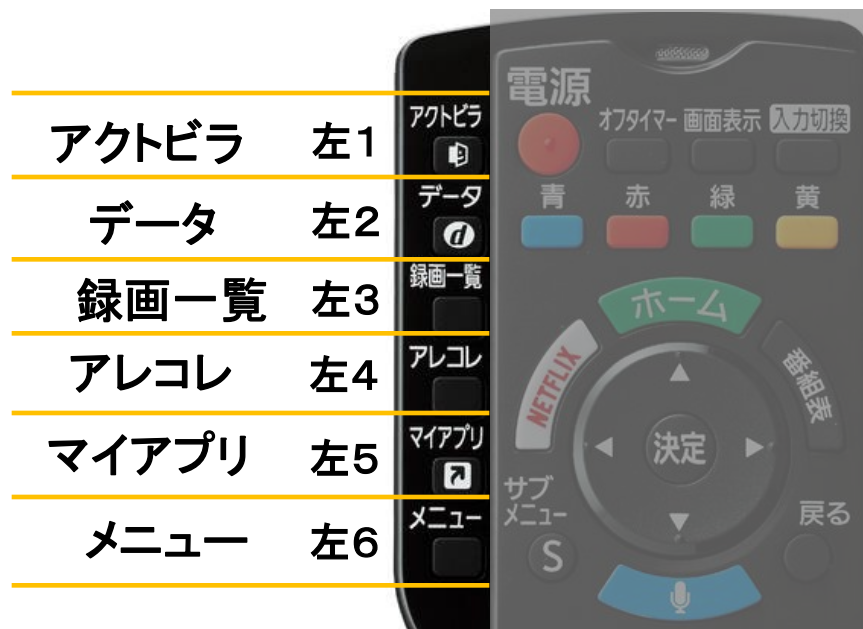 電源
アクトビラ 左1 アクトビラ オフタイマー 画面表示 入力切換
データ 左2 データ 青 赤 緑 黄
d
録画一覧 左3 録画一覧 ホーム
アレコレ 左4 アレコレ NETFLIX 番組表
マイアプリ 左5 マイアプリ 決定
サブ
メニュー 左6 メニュー メニュー 戻る
S